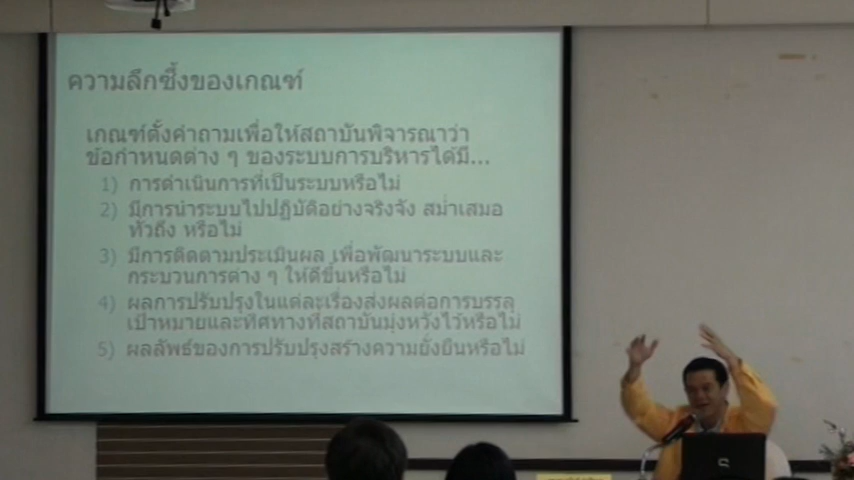 ความลึกซึ้งของเกณฑ์
เกณฑ์ตั้งคำถามเพื่อให้สถาบันพิจารณาว่า
ข้อกำหนดต่าง ๆ ของระบบการบริหารได้มี...
1) การดำเนินการที่เป็นระบบหรือไม่
2) มีการนำระบบไปปฏิบัติอย่างจริงจัง สม่ำเสมอ
ทั่วถึง หรือไม่
3) มีการติดตามประเมินผล เพื่อพัฒนาระบบและ
กระบวนการต่าง ๆ ให้ดีขึ้นหรือไม่
4) ผลการปรับปรุงในแต่ละเรื่องส่งผลต่อการบรรลุ
เป้าหมายและทิศทางที่สถาบันมุ่งหวังไว้หรือไม่
5) ผลลัพธ์ของการปรับปรุงสร้างความยั่งยืนหรือไม่